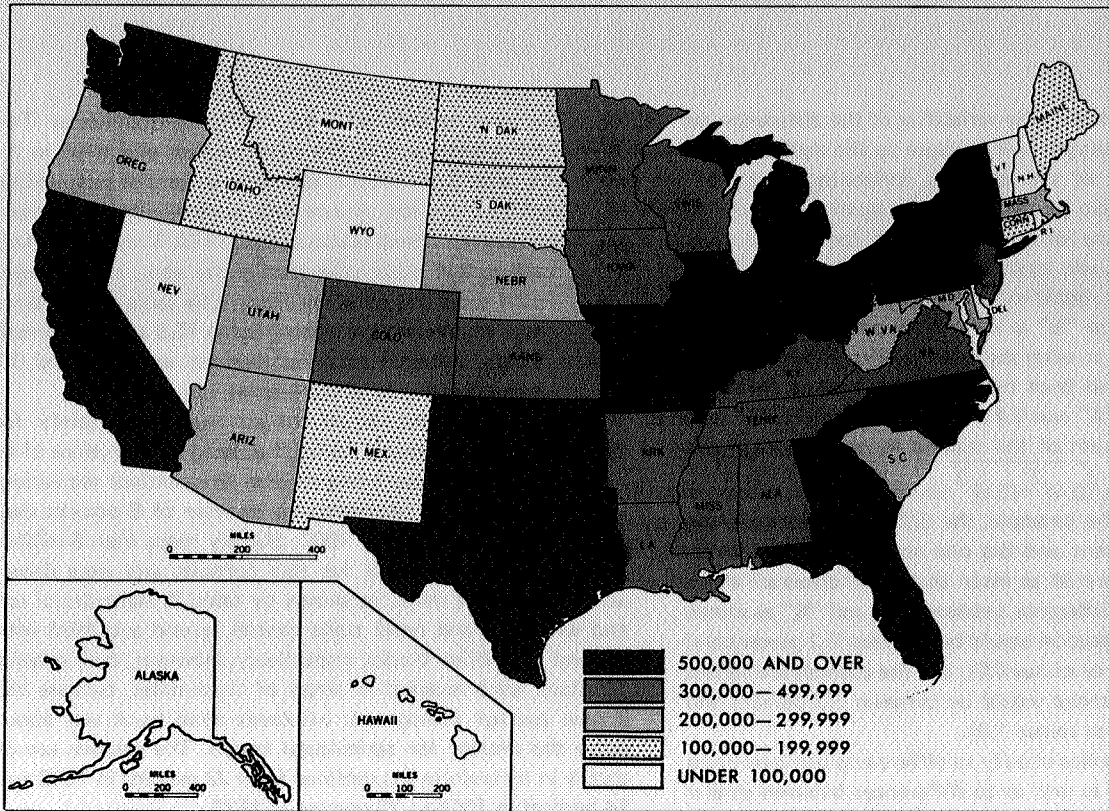 MONT
N DAK
MAINE
OREG
IDAHO
MINN
VT
N H
S DAK
WIS
MASS
WYO
CONN
R I
NEBR
IOWA
NEV
UTAH
MD
DEL
W VA
COLO
KANS
VA
KY
TENN
ARIZ
N MEX
ARK
S C
MISS
ALA
LA
MILES
0 200 400
ALASKA
HAWAII
MILES
0 200 400
MILES
0 100 200
500,000 AND OVER
300,000—499,999
200,000—299,999
100,000—199,999
UNDER 100,000